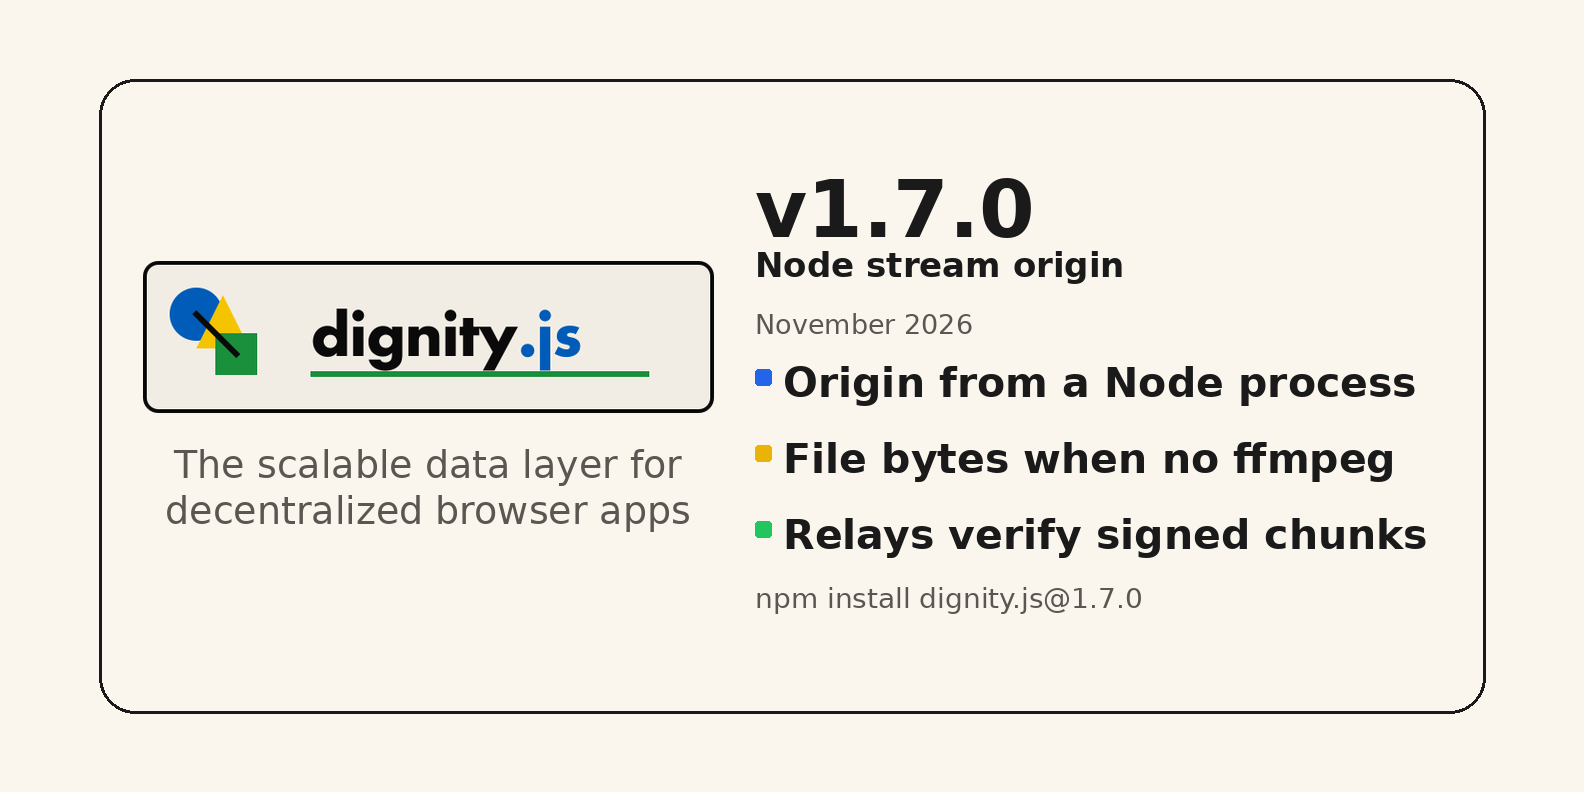 dignity.js
The scalable data layer for
decentralized browser apps
v1.7.0
Node stream origin
November 2026
Origin from a Node process
File bytes when no ffmpeg
Relays verify signed chunks
npm install dignity.js@1.7.0